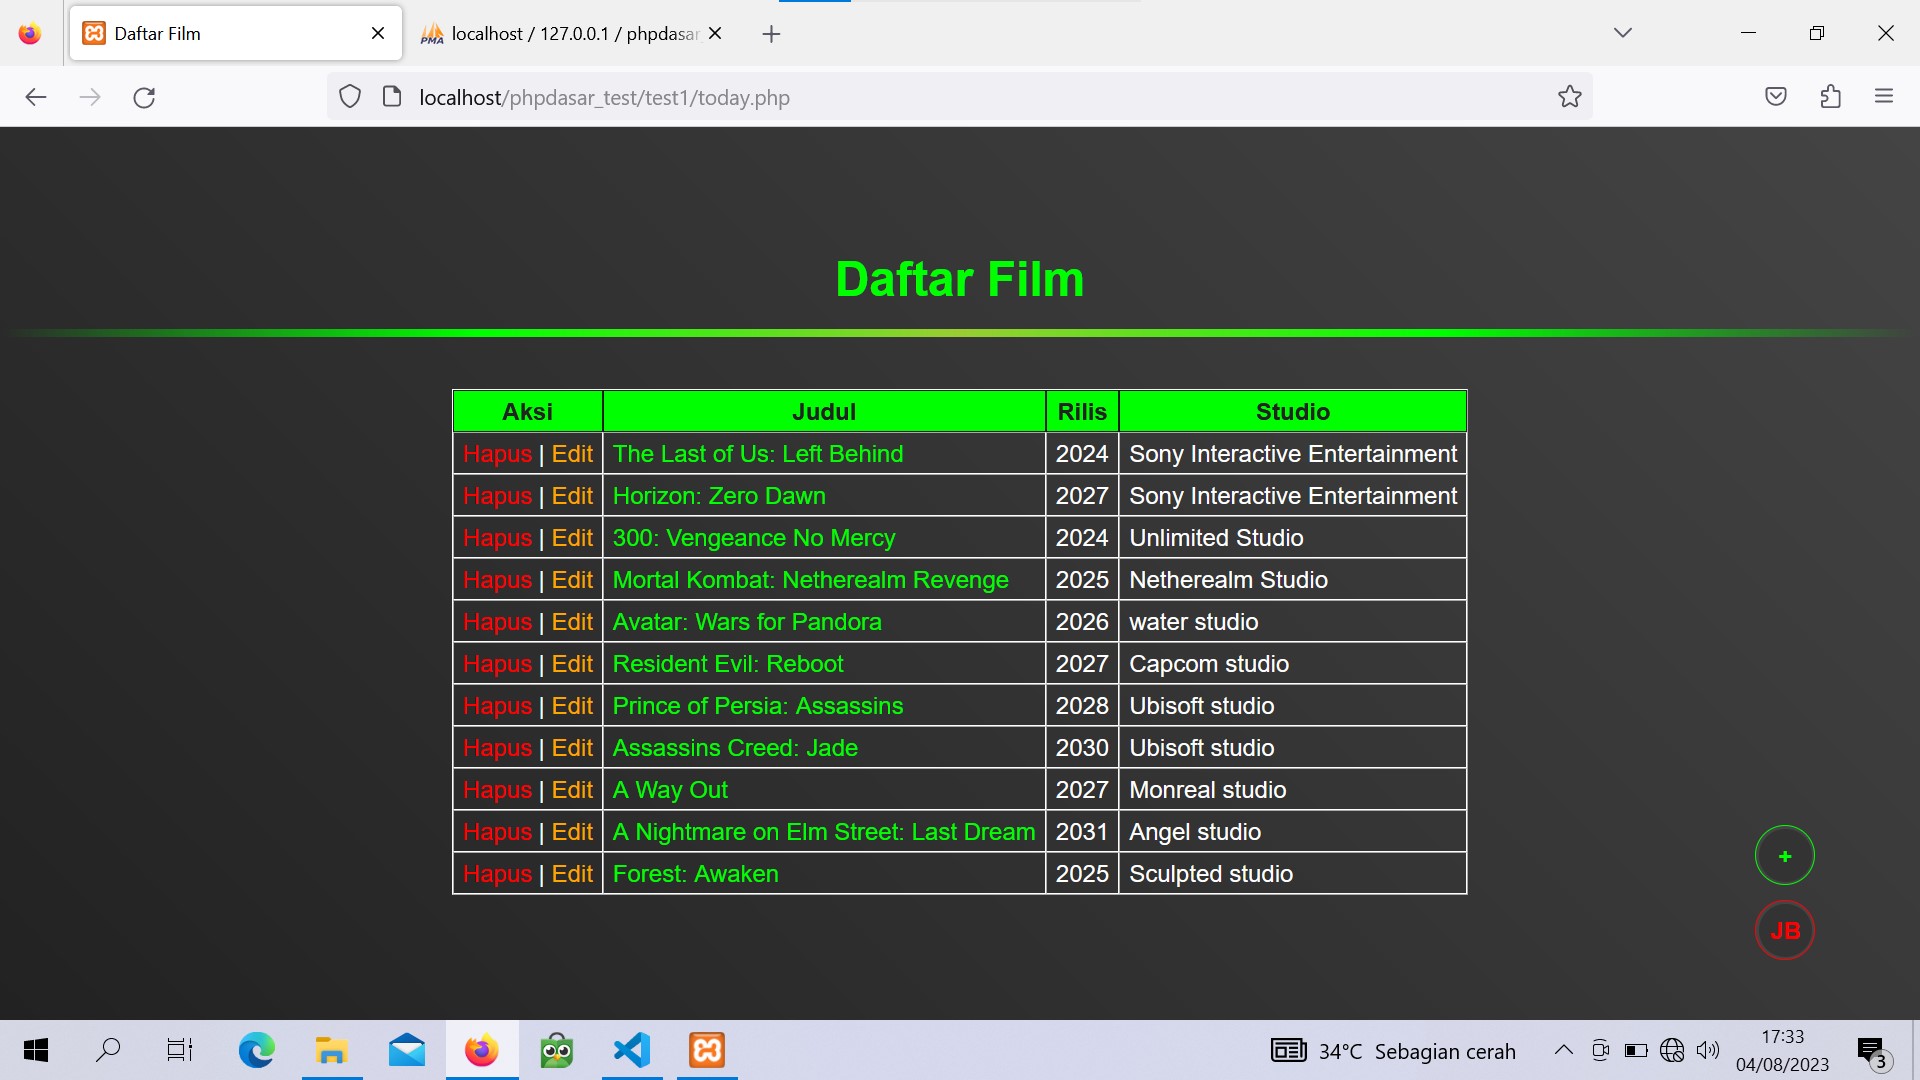 Daftar Film
PMA localhost / 127.0.0.1 / phpdasar
localhost/phpdasar_test/test1/today.php
Daftar Film
Aksi Judul Rilis Studio
Hapus | Edit The Last of Us: Left Behind 2024 Sony Interactive Entertainment
Hapus | Edit Horizon: Zero Dawn 2027 Sony Interactive Entertainment
Hapus | Edit 300: Vengeance No Mercy 2024 Unlimited Studio
Hapus | Edit Mortal Kombat: Netherealm Revenge 2025 Netherealm Studio
Hapus | Edit Avatar: Wars for Pandora 2026 water studio
Hapus | Edit Resident Evil: Reboot 2027 Capcom studio
Hapus | Edit Prince of Persia: Assassins 2028 Ubisoft studio
Hapus | Edit Assassins Creed: Jade 2030 Ubisoft studio
Hapus | Edit A Way Out 2027 Monreal studio
Hapus | Edit A Nightmare on Elm Street: Last Dream 2031 Angel studio
Hapus | Edit Forest: Awaken 2025 Sculpted studio
+
JB
34°C Sebagian cerah
17:33
04/08/2023
3